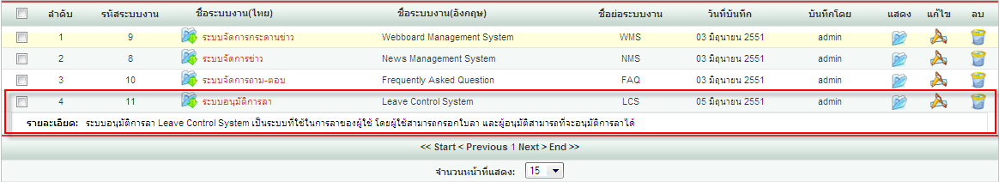 ลำดับ รหัสระบบงาน ชื่อระบบงาน(ไทย) ชื่อระบบงาน(อังกฤษ) ชื่อย่อระบบงาน วันที่บันทึก บันทึกโดย แสดง แก้ไข ลบ
1 9 ระบบจัดการกระดานข่าว Webboard Management System WMS 03 มิถุนายน 2551 admin
2 8 ระบบจัดการข่าว News Management System NMS 03 มิถุนายน 2551 admin
3 10 ระบบจัดการถาม-ตอบ Frequently Asked Question FAQ 03 มิถุนายน 2551 admin
4 11 ระบบอนุมัติการลา Leave Control System LCS 05 มิถุนายน 2551 admin
รายละเอียด: ระบบอนุมัติการลา Leave Control System เป็นระบบที่ใช้ในการลาของผู้ใช้ โดยผู้ใช้สามารถกรอกใบลา และผู้อนุมัติสามารถที่จะอนุมัติการลาได้
<< Start < Previous 1 Next > End >>
จำนวนหน้าที่แสดง: 15